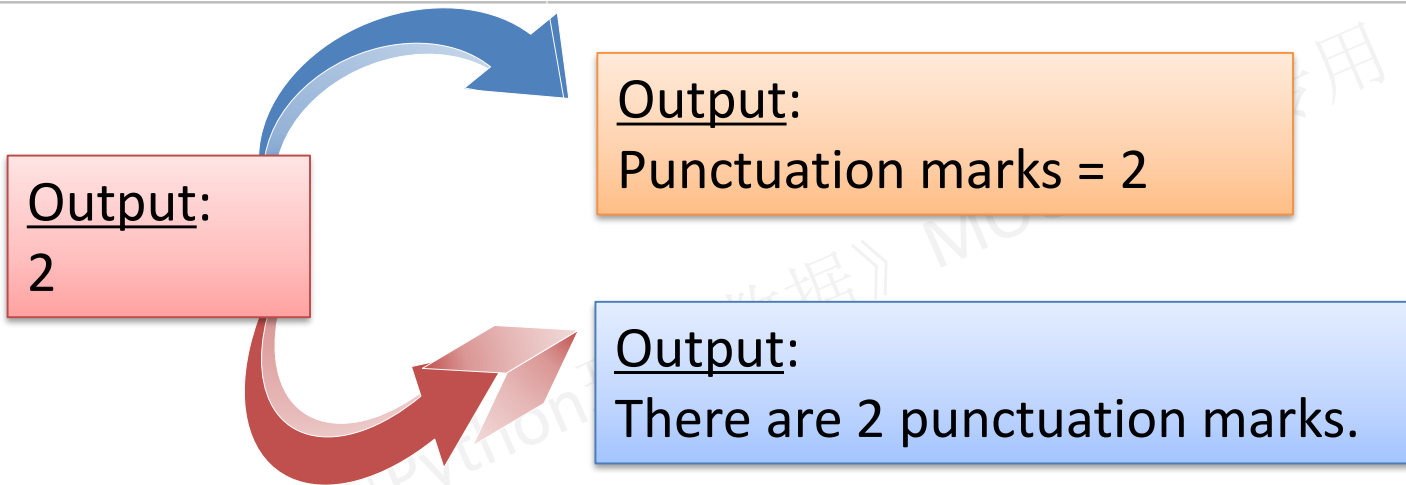 Output:
2
Output:
Punctuation marks = 2
Output:
There are 2 punctuation marks.